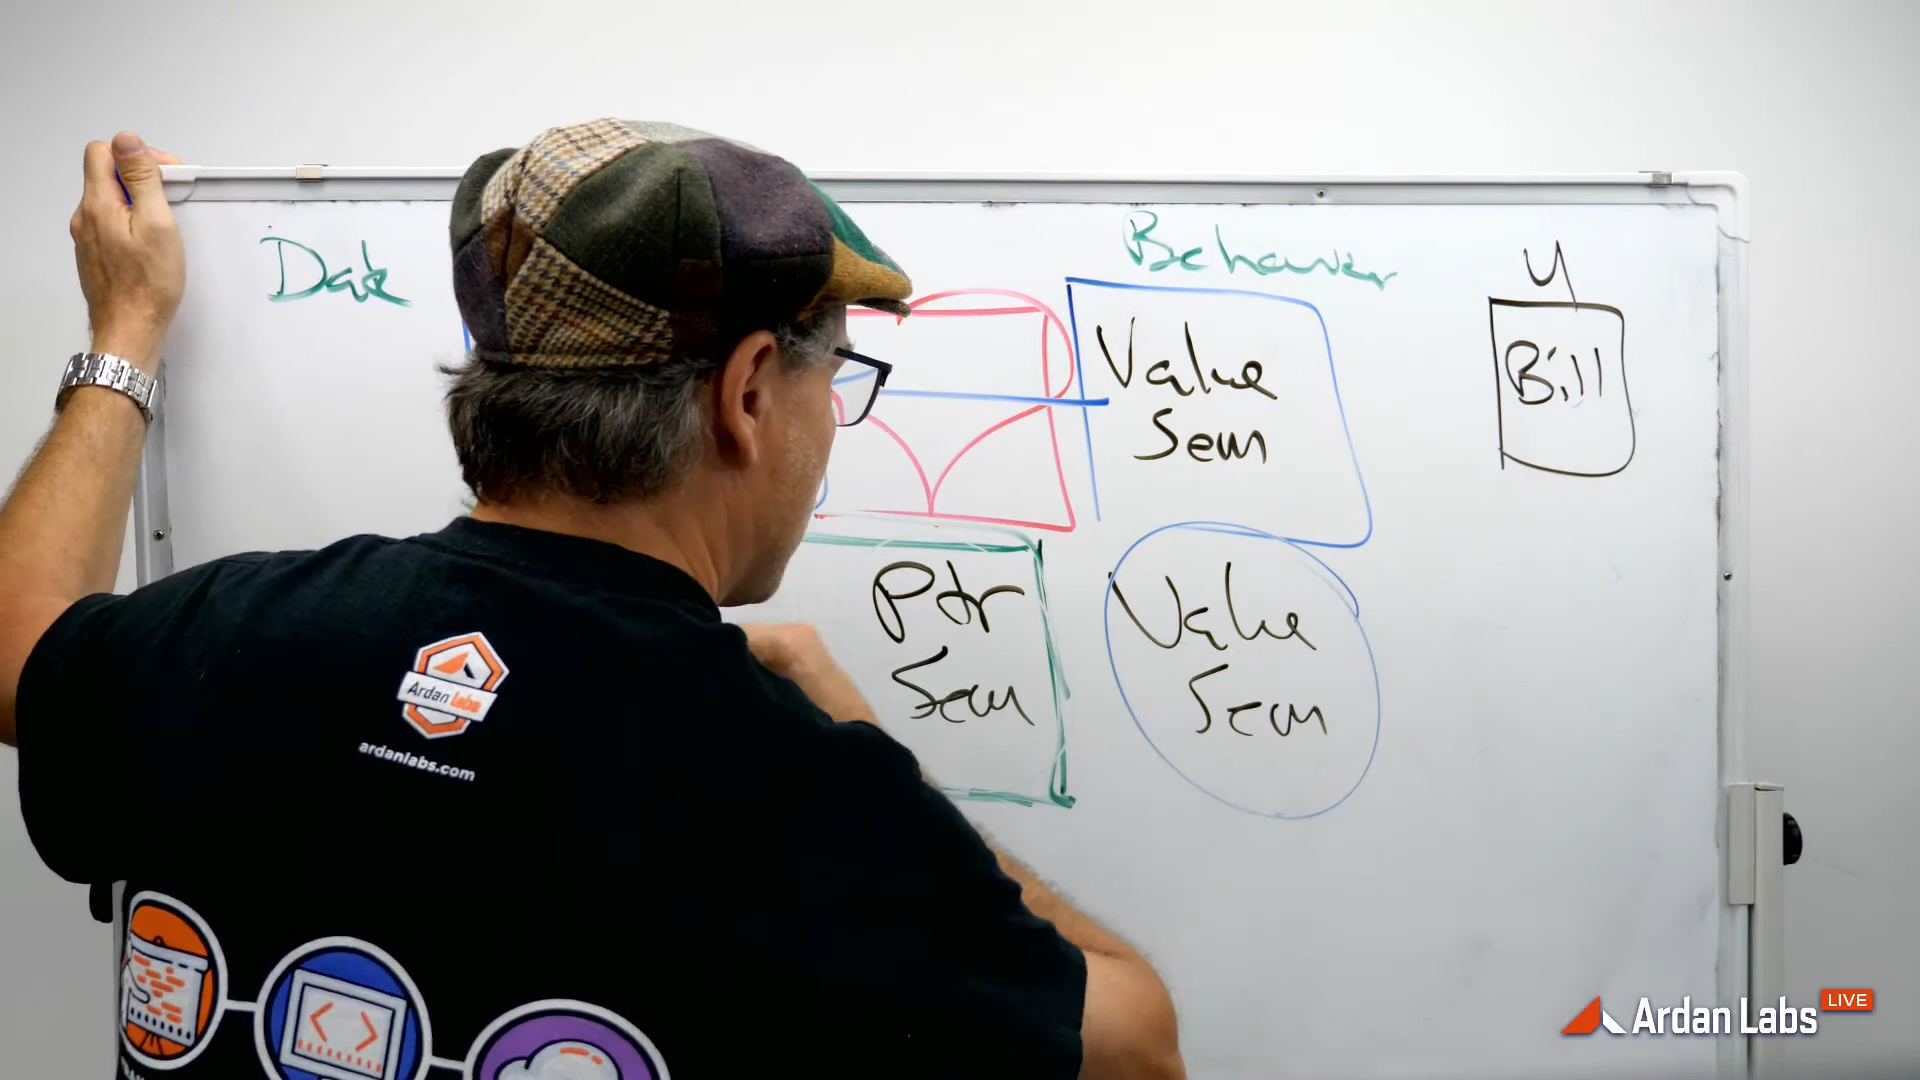 Data
Behavior
y
Bill
Value
Sem
Ptr
Sem
Value
Sem
Ardan Labs
ardanlabs.com
< >
Ardan Labs LIVE